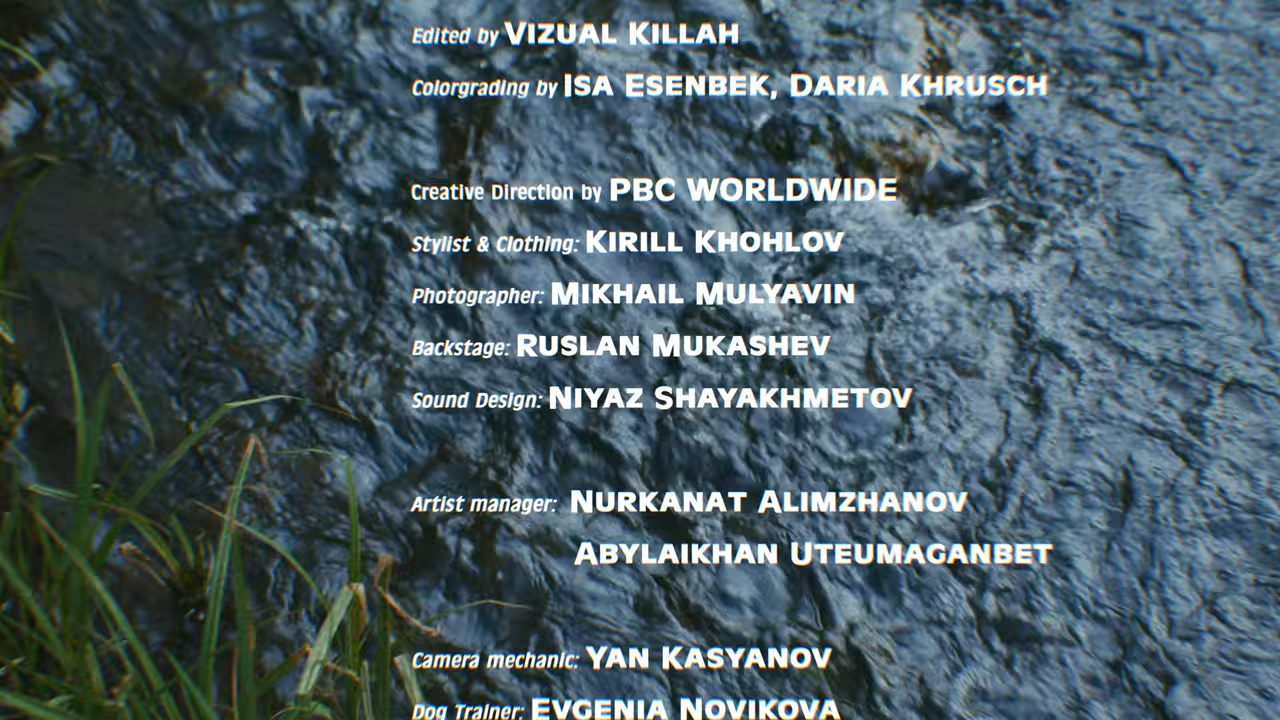 Edited by VIZUAL KILLAH
Colorgrading by ISA ESENBEK, DARIA KHRUSCH
Creative Direction by PBC WORLDWIDE
Stylist & Clothing: KIRILL KHOHLOV
Photographer: MIKHAIL MULYAVIN
Backstage: RUSLAN MUKASHEV
Sound Design: NIYAZ SHAYAKHMETOV
Artist manager: NURKANAT ALIMZHANOV
ABYLAIKHAN UTEUMAGANBET
Camera mechanic: YAN KASYANOV
Dog Trainer: EVGENIA NOVIKOVA